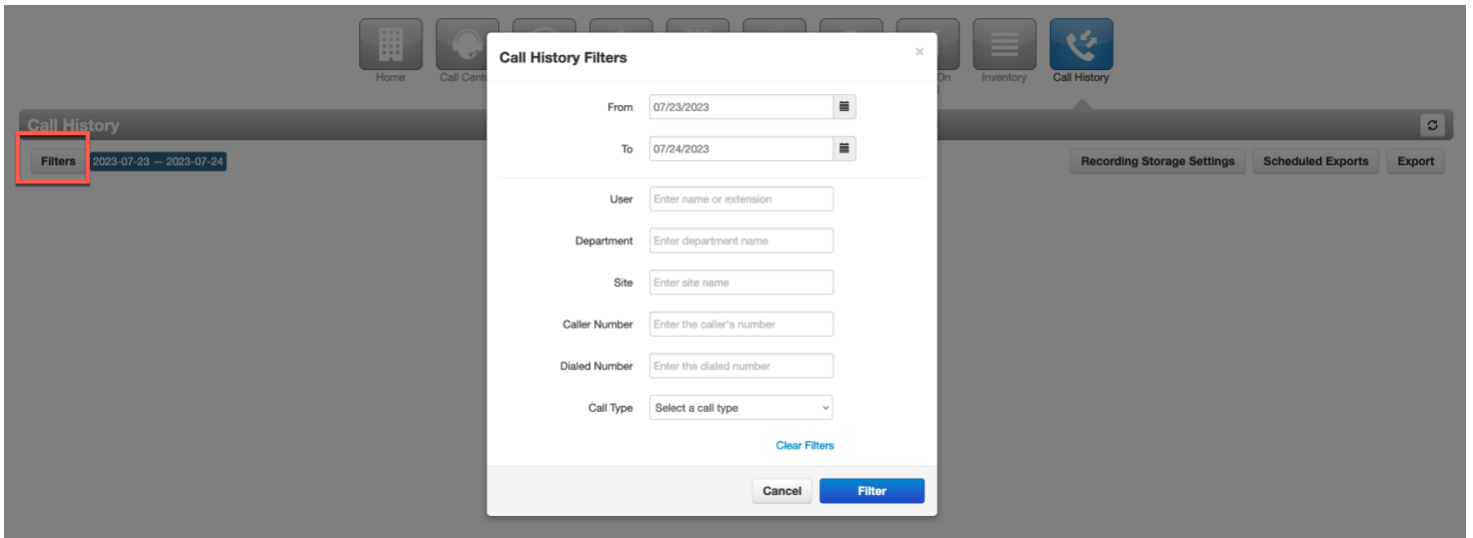 Home
Call Cent
On
Inventory
Call History
Call History Filters
×
From 07/23/2023
To 07/24/2023
User Enter name or extension
Department Enter department name
Site Enter site name
Caller Number Enter the caller's number
Dialed Number Enter the dialed number
Call Type Select a call type
Clear Filters
Cancel Filter
Call History
Filters 2023-07-23 — 2023-07-24
Recording Storage Settings Scheduled Exports Export